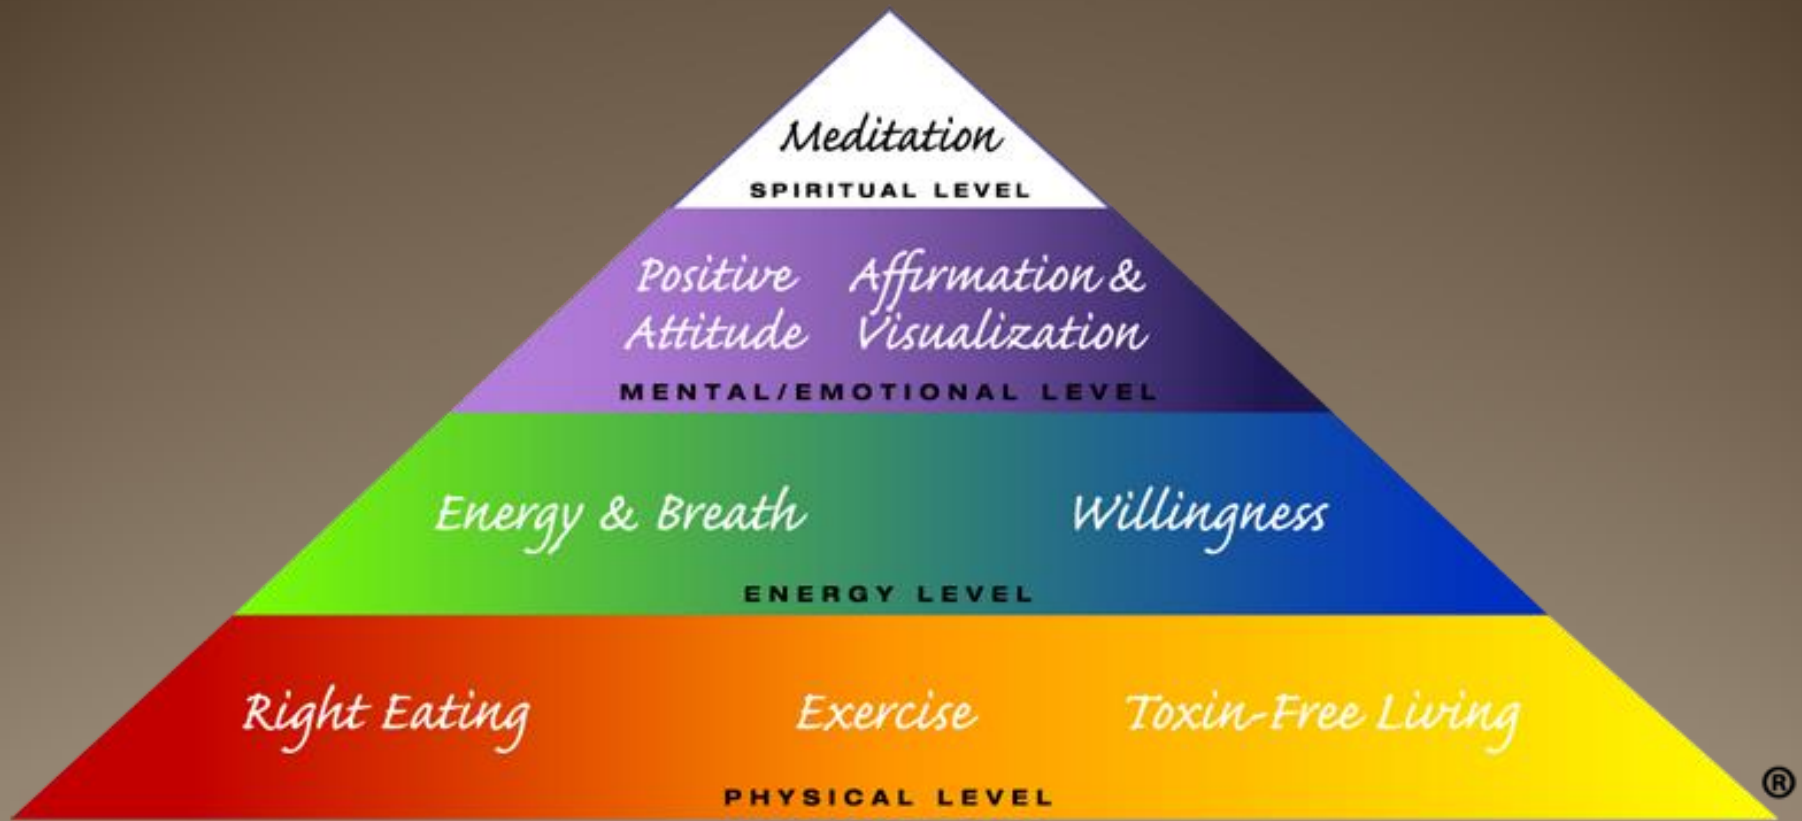 Meditation
SPIRITUAL LEVEL
Positive Affirmation &
Attitude Visualization
MENTAL/EMOTIONAL LEVEL
Energy & Breath Willingness
ENERGY LEVEL
Right Eating Exercise Toxin-Free Living
®
PHYSICAL LEVEL